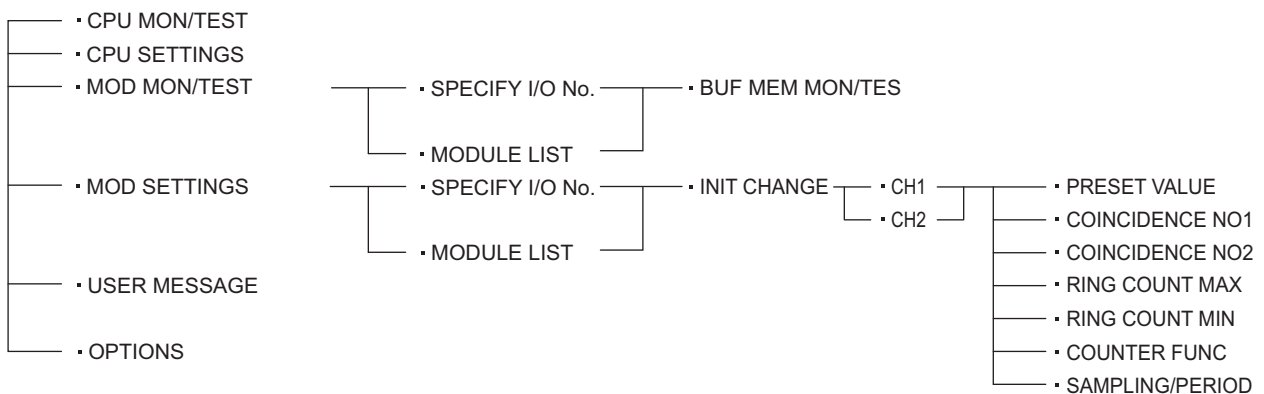 ▪ CPU MON/TEST
▪ CPU SETTINGS
▪ MOD MON/TEST ▪ SPECIFY I/O No. ▪ BUF MEM MON/TES
▪ MODULE LIST
▪ MOD SETTINGS ▪ SPECIFY I/O No. ▪ INIT CHANGE ▪ CH1 ▪ PRESET VALUE
▪ CH2 ▪ COINCIDENCE NO1
▪ MODULE LIST ▪ COINCIDENCE NO2
▪ USER MESSAGE ▪ RING COUNT MAX
▪ RING COUNT MIN
▪ OPTIONS ▪ COUNTER FUNC
▪ SAMPLING/PERIOD